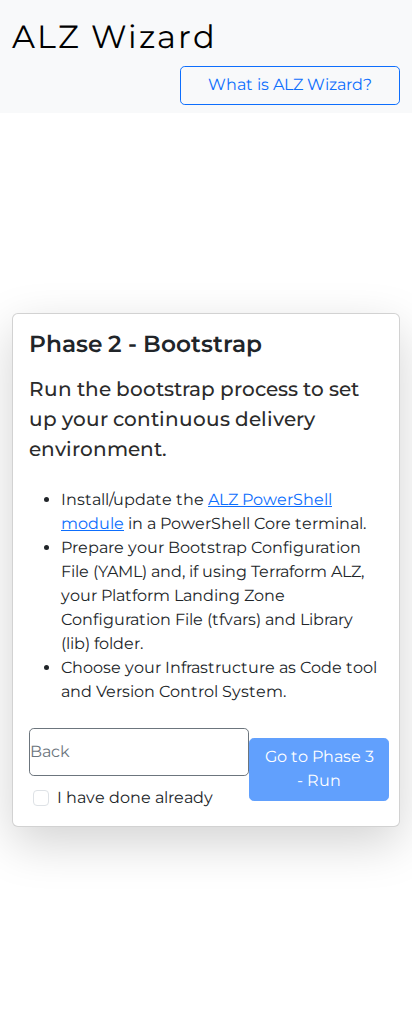 ALZ Wizard
What is ALZ Wizard?
Phase 2 - Bootstrap
Run the bootstrap process to set
up your continuous delivery
environment.
Install/update the ALZ PowerShell
module in a PowerShell Core terminal.
Prepare your Bootstrap Configuration
File (YAML) and, if using Terraform ALZ,
your Platform Landing Zone
Configuration File (tfvars) and Library
(lib) folder.
Choose your Infrastructure as Code tool
and Version Control System.
Back
Go to Phase 3
- Run
I have done already